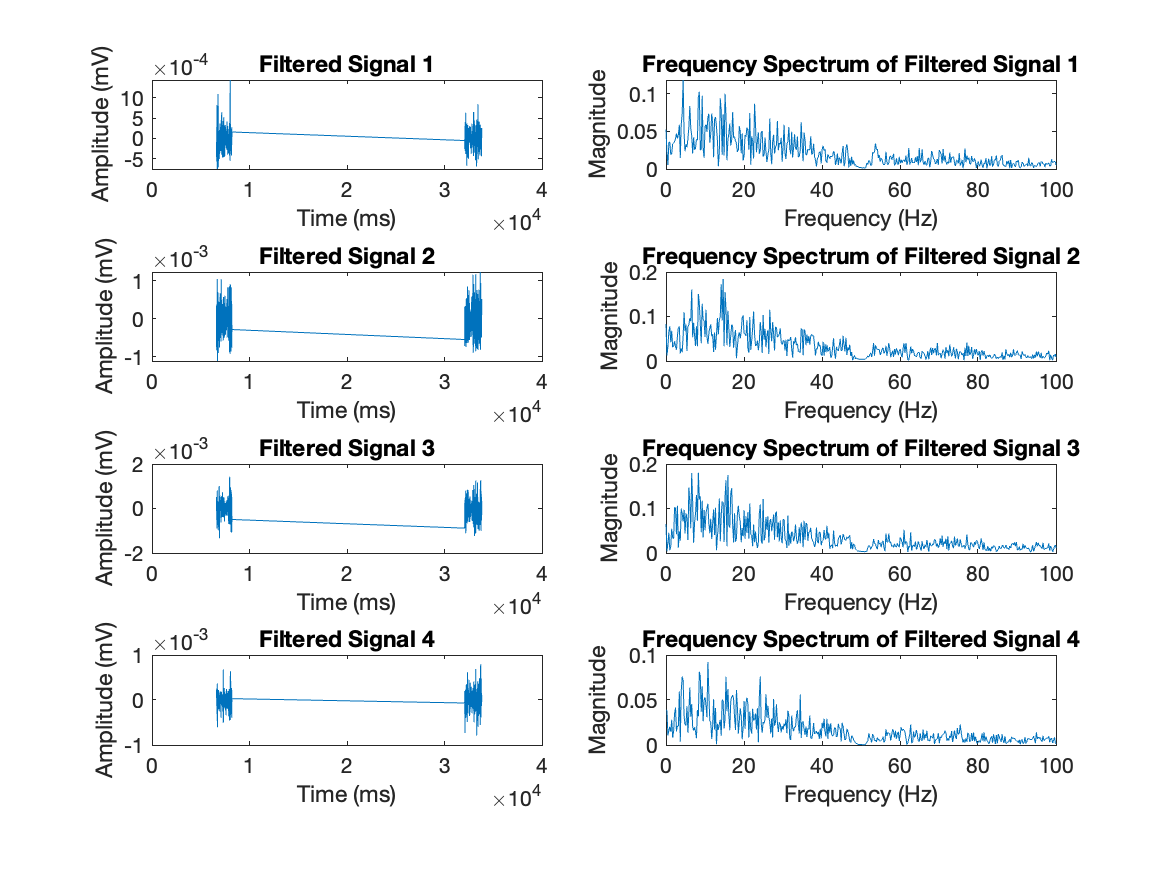 Filtered Signal 1
×10-4
Amplitude (mV)
10
5
0
-5
0 1 2 3 4
Time (ms)
×104
Frequency Spectrum of Filtered Signal 1
Magnitude
0.1
0.05
0
0 20 40 60 80 100
Frequency (Hz)
Filtered Signal 2
×10-3
Amplitude (mV)
1
0
-1
0 1 2 3 4
Time (ms)
×104
Frequency Spectrum of Filtered Signal 2
Magnitude
0.2
0.1
0
0 20 40 60 80 100
Frequency (Hz)
Filtered Signal 3
×10-3
Amplitude (mV)
2
0
-2
0 1 2 3 4
Time (ms)
×104
Frequency Spectrum of Filtered Signal 3
Magnitude
0.2
0.1
0
0 20 40 60 80 100
Frequency (Hz)
Filtered Signal 4
×10-3
Amplitude (mV)
1
0
-1
0 1 2 3 4
Time (ms)
×104
Frequency Spectrum of Filtered Signal 4
Magnitude
0.1
0.05
0
0 20 40 60 80 100
Frequency (Hz)